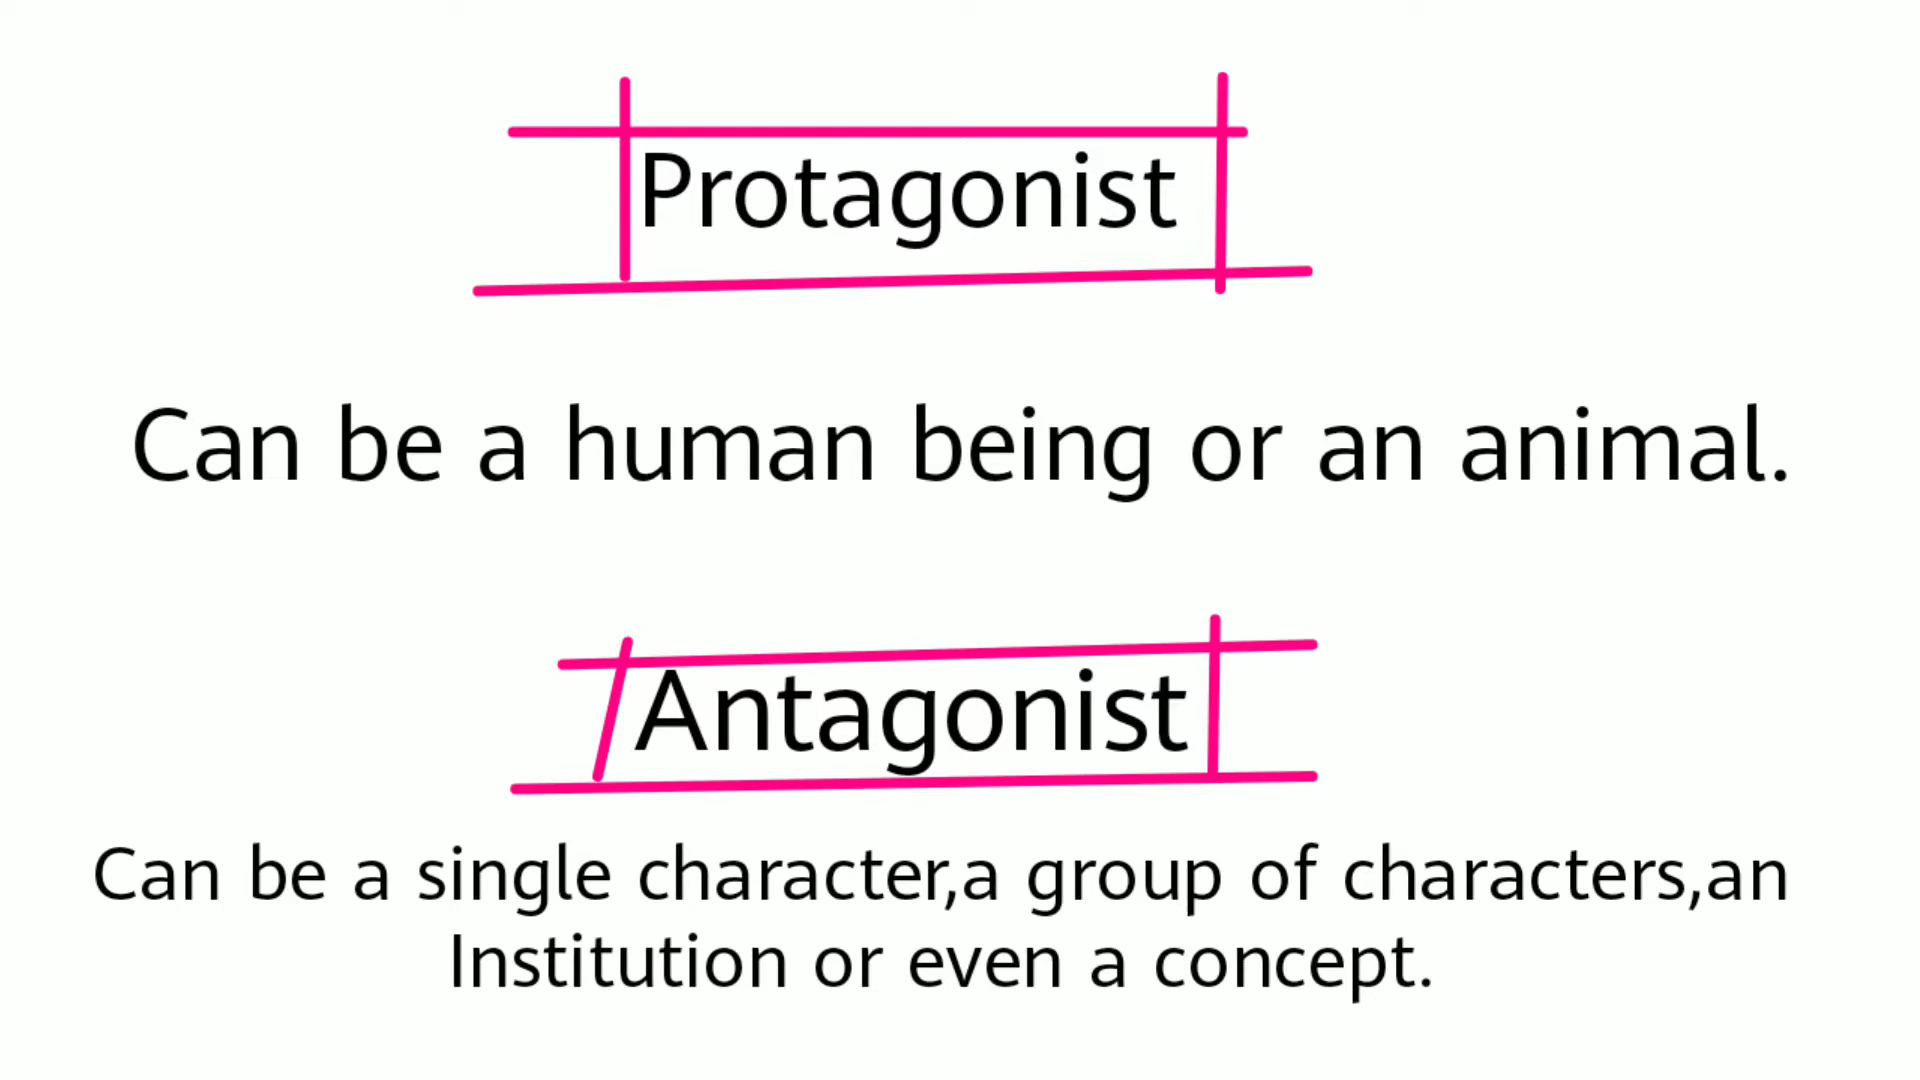 Protagonist
Can be a human being or an animal.
Antagonist
Can be a single character,a group of characters,an
Institution or even a concept.